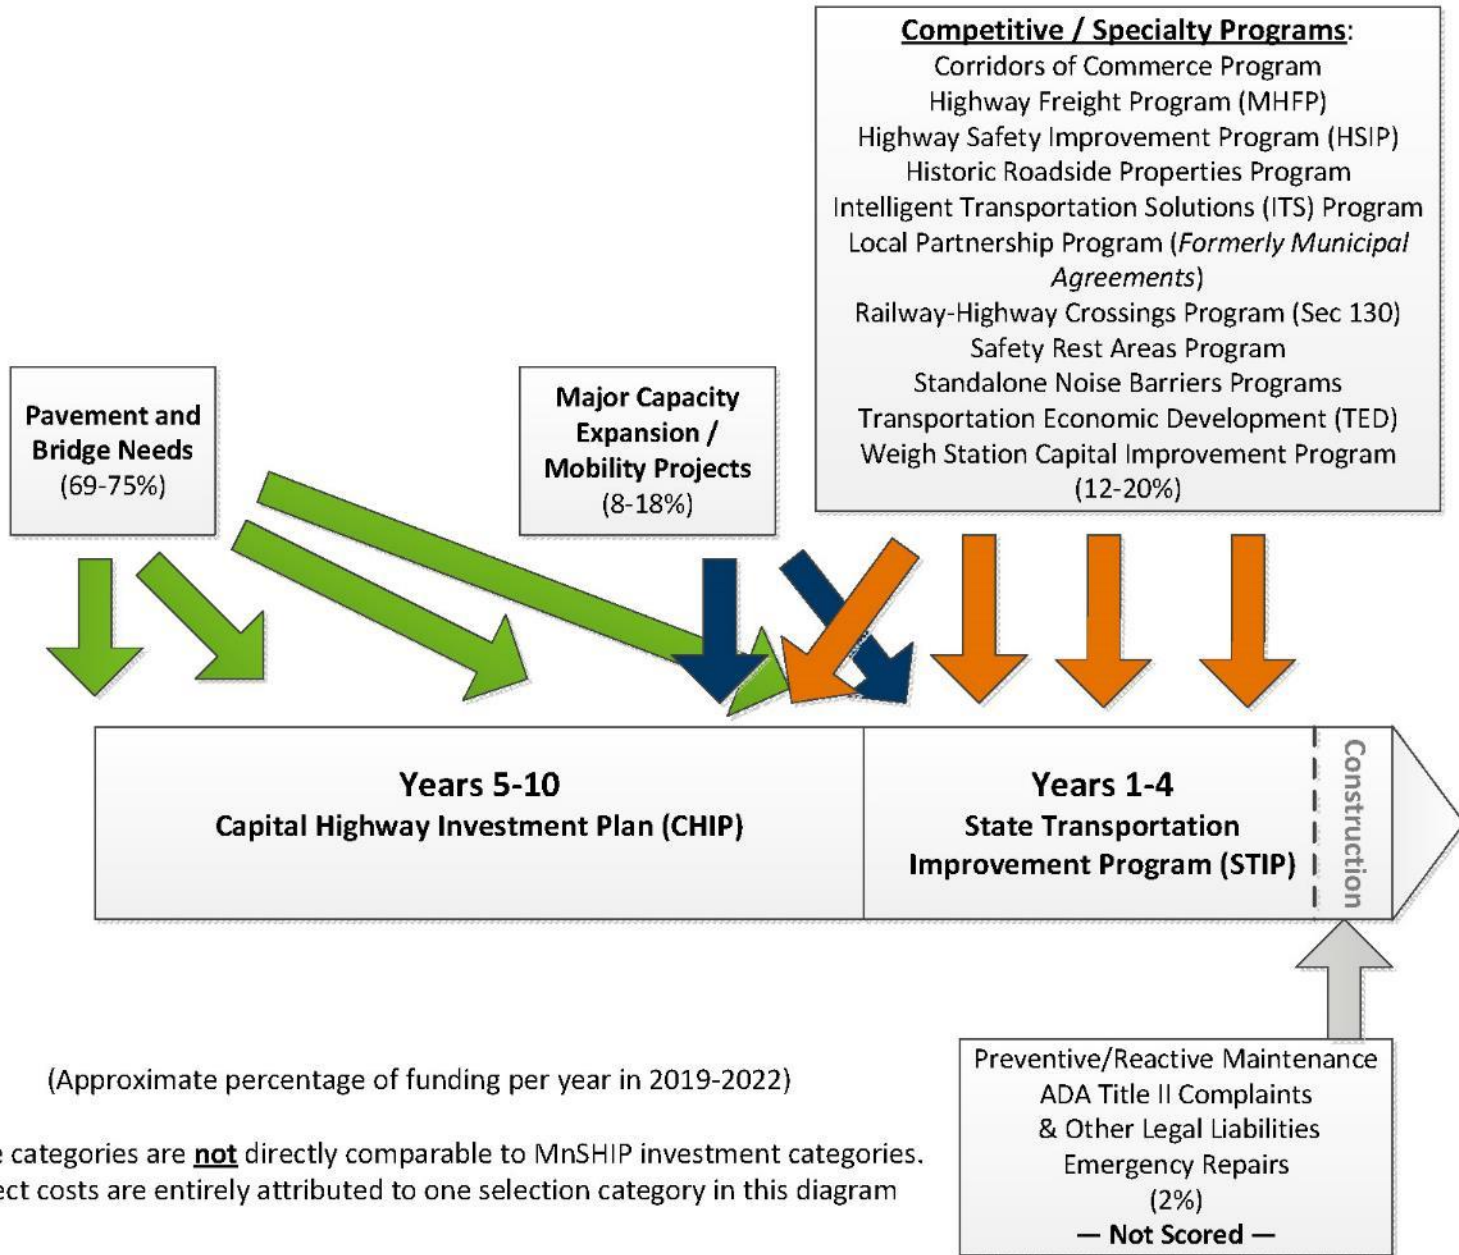 Competitive / Specialty Programs:
Corridors of Commerce Program
Highway Freight Program (MHFP)
Highway Safety Improvement Program (HSIP)
Historic Roadside Properties Program
Intelligent Transportation Solutions (ITS) Program
Local Partnership Program (Formerly Municipal
Agreements)
Railway-Highway Crossings Program (Sec 130)
Safety Rest Areas Program
Standalone Noise Barriers Programs
Transportation Economic Development (TED)
Weigh Station Capital Improvement Program
(12-20%)
Pavement and
Bridge Needs
(69-75%)
Major Capacity
Expansion /
Mobility Projects
(8-18%)
Years 5-10
Capital Highway Investment Plan (CHIP)
Years 1-4
State Transportation
Improvement Program (STIP)
Construction
(Approximate percentage of funding per year in 2019-2022)
categories are not directly comparable to MnSHIP investment categories.
costs are entirely attributed to one selection category in this diagram
Preventive/Reactive Maintenance
ADA Title II Complaints
& Other Legal Liabilities
Emergency Repairs
(2%)
— Not Scored —